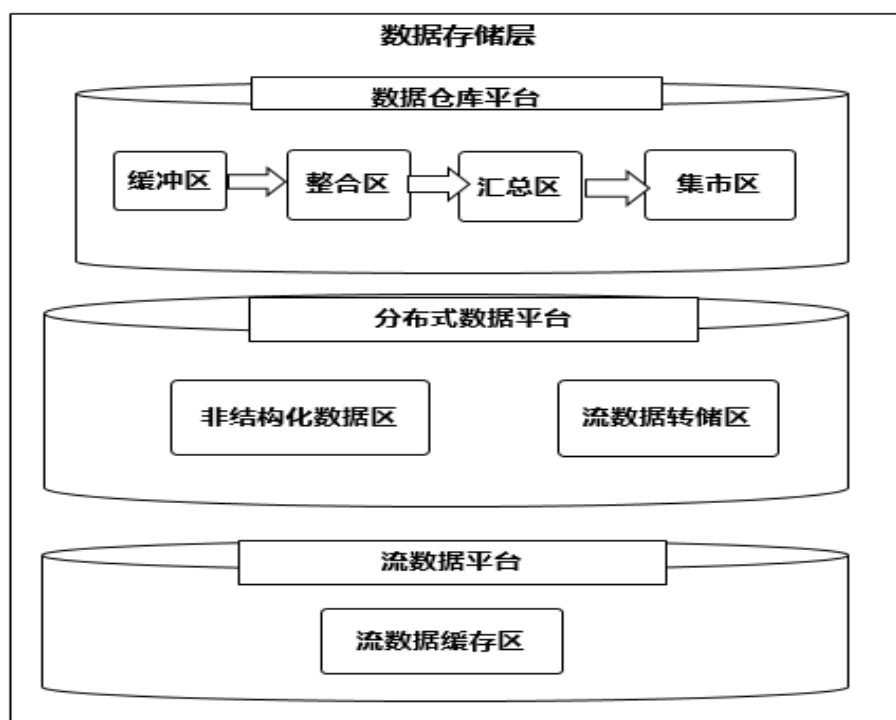 数据存储层
数据仓库平台
缓冲区
整合区
汇总区
集市区
分布式数据平台
非结构化数据区
流数据转储区
流数据平台
流数据缓存区